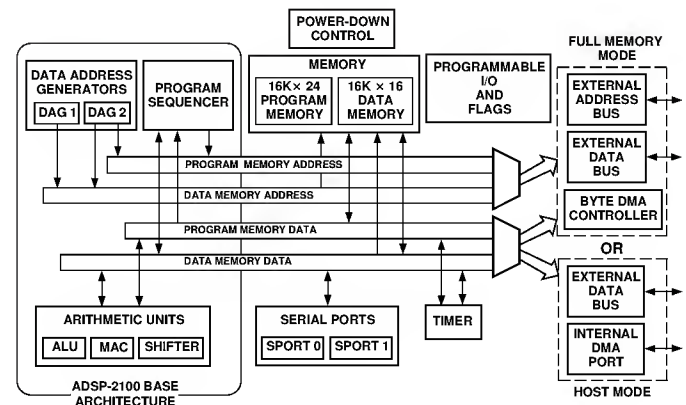 POWER-DOWN
CONTROL
FULL MEMORY
MODE
DATA ADDRESS
GENERATORS
DAG 1
DAG 2
PROGRAM
SEQUENCER
MEMORY
16K × 24
PROGRAM
MEMORY
16K × 16
DATA
MEMORY
PROGRAMMABLE
I/O
AND
FLAGS
EXTERNAL
ADDRESS
BUS
EXTERNAL
DATA
BUS
BYTE DMA
CONTROLLER
PROGRAM MEMORY ADDRESS
DATA MEMORY ADDRESS
PROGRAM MEMORY DATA
DATA MEMORY DATA
OR
EXTERNAL
DATA
BUS
INTERNAL
DMA
PORT
HOST MODE
ARITHMETIC UNITS
ALU
MAC
SHIFTER
SERIAL PORTS
SPORT 0
SPORT 1
TIMER
ADSP-2100 BASE
ARCHITECTURE